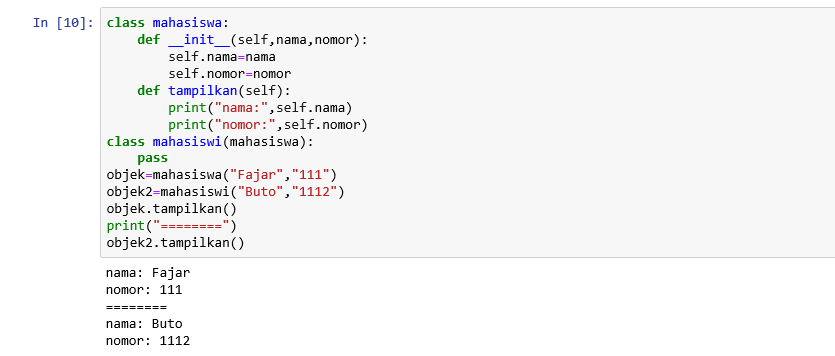 In [10]: class mahasiswa:
    def __init__(self,nama,nomor):
        self.nama=nama
        self.nomor=nomor
    def tampilkan(self):
        print("nama:",self.nama)
        print("nomor:",self.nomor)
class mahasiswi(mahasiswa):
    pass
objek=mahasiswa("Fajar","111")
objek2=mahasiswi("Buto","1112")
objek.tampilkan()
print("========")
objek2.tampilkan()
nama: Fajar
nomor: 111
========
nama: Buto
nomor: 1112